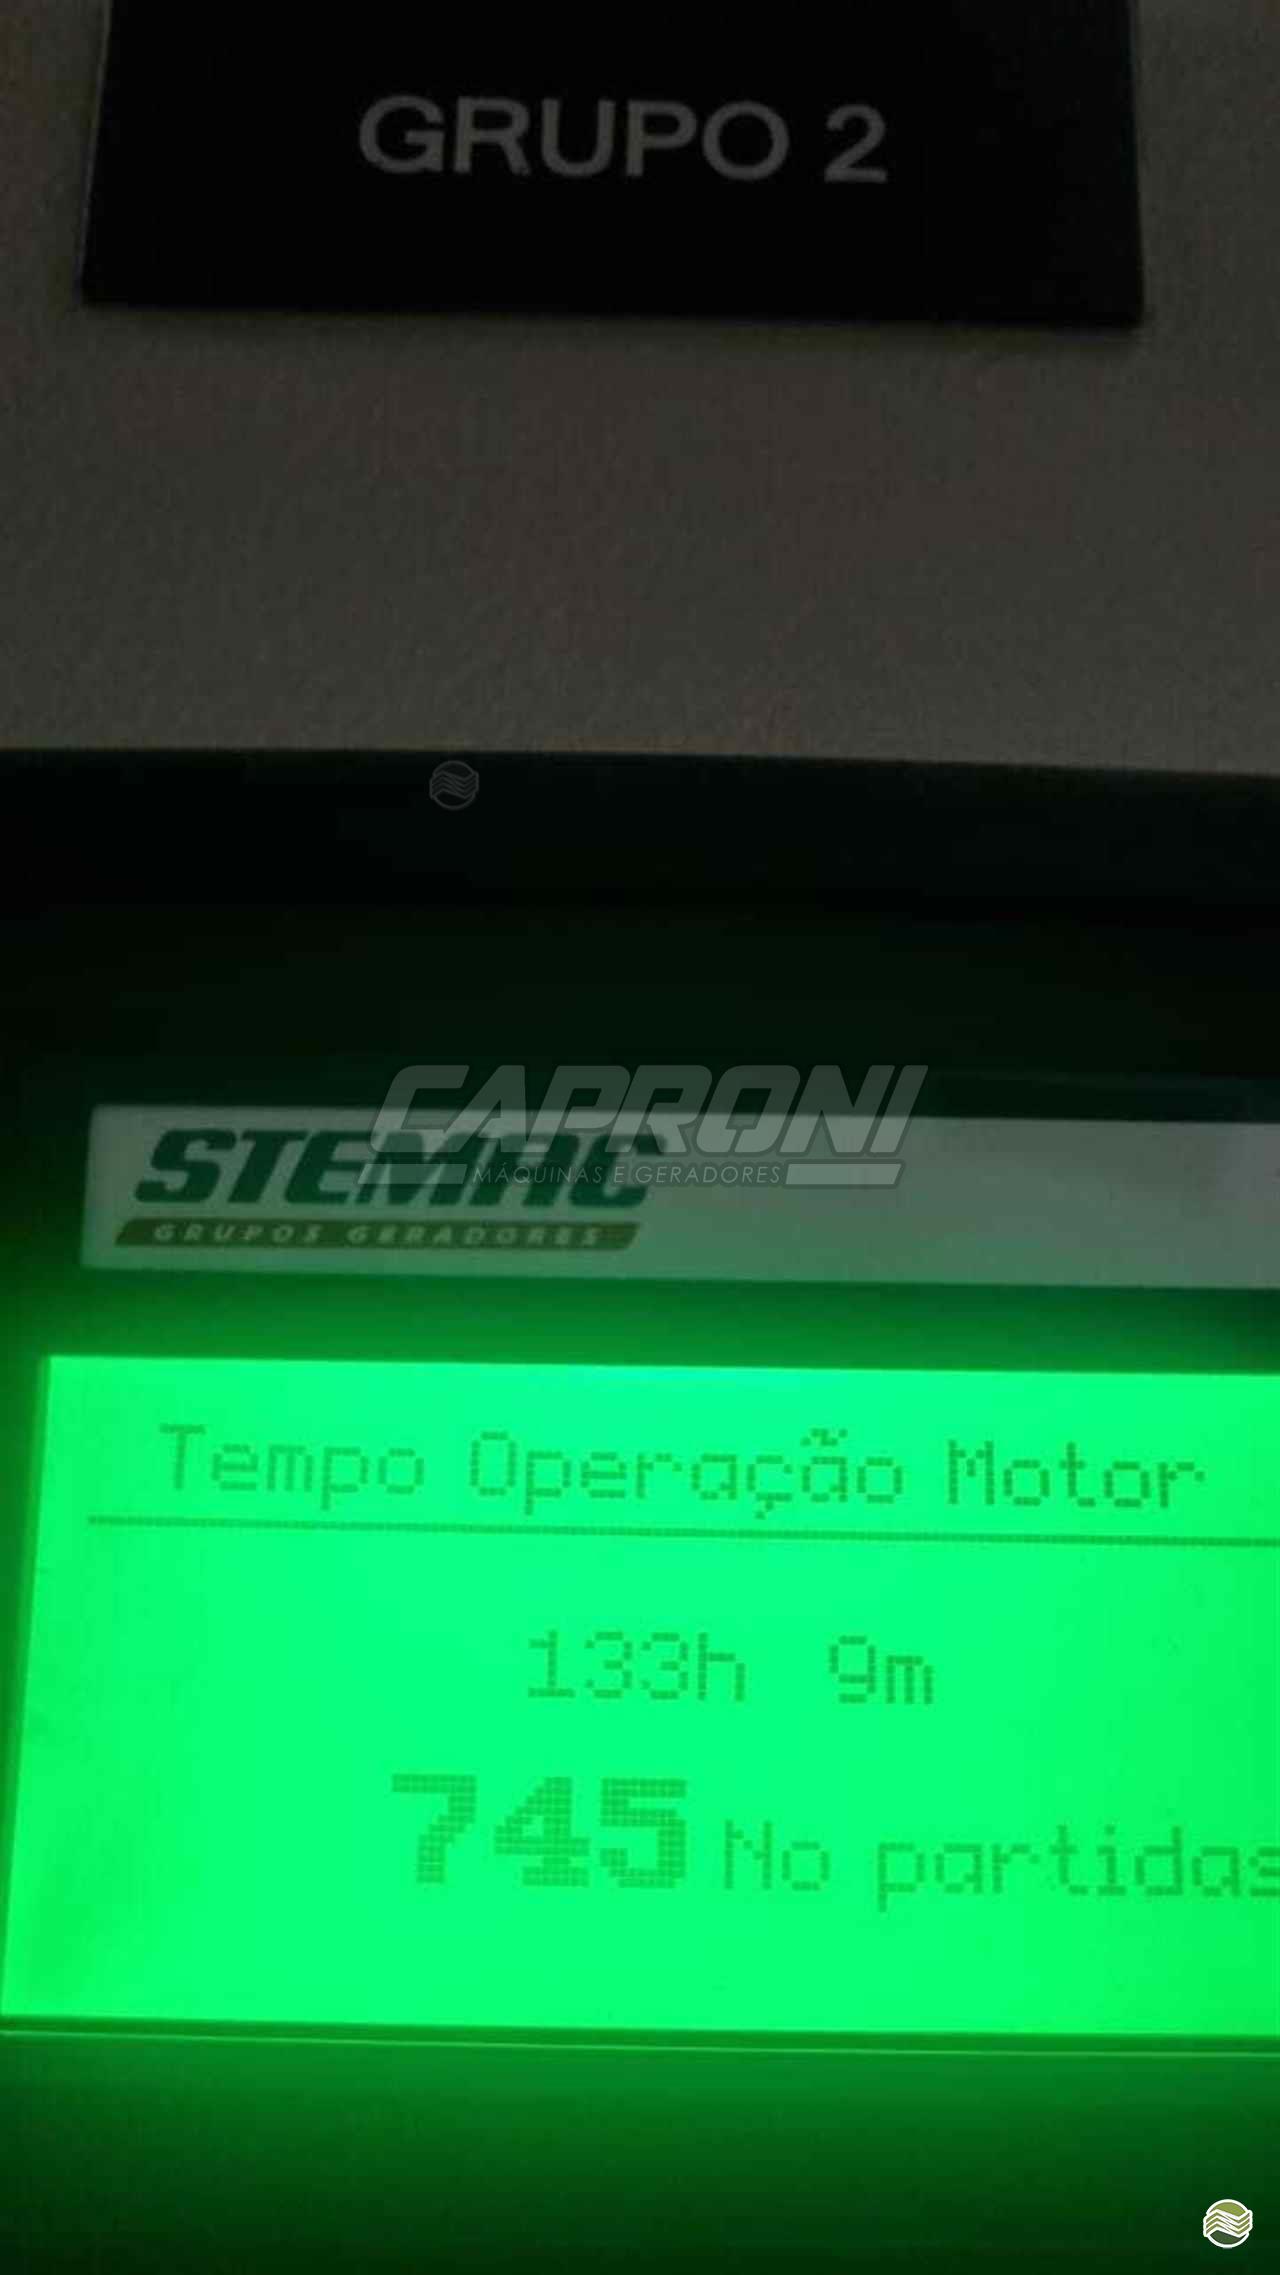 GRUPO 2
CAPRONI
MÁQUINAS E GERADORES
STEMAC
GRUPOS GERADORES
Tempo Operação Motor
133h 9m
745 No partidas